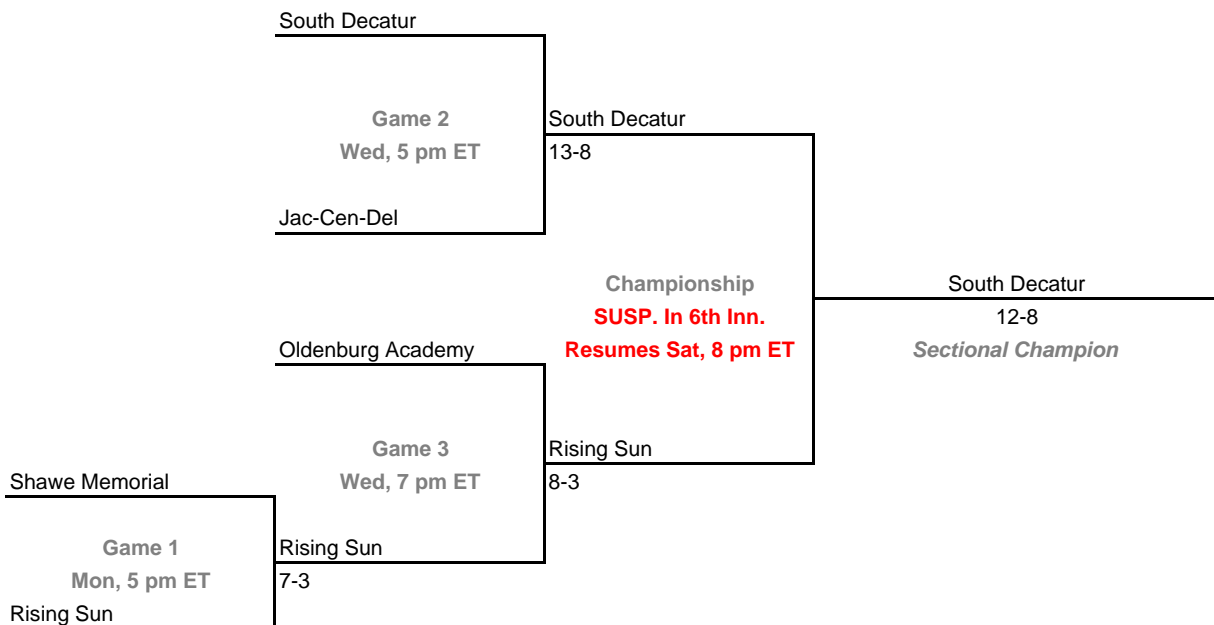 South Decatur
Game 2
Wed, 5 pm ET
South Decatur
13-8
Jac-Cen-Del
Championship
SUSP. In 6th Inn.
Resumes Sat, 8 pm ET
South Decatur
12-8
Sectional Champion
Oldenburg Academy
Game 3
Wed, 7 pm ET
Rising Sun
8-3
Shawe Memorial
Game 1
Mon, 5 pm ET
Rising Sun
7-3
Rising Sun